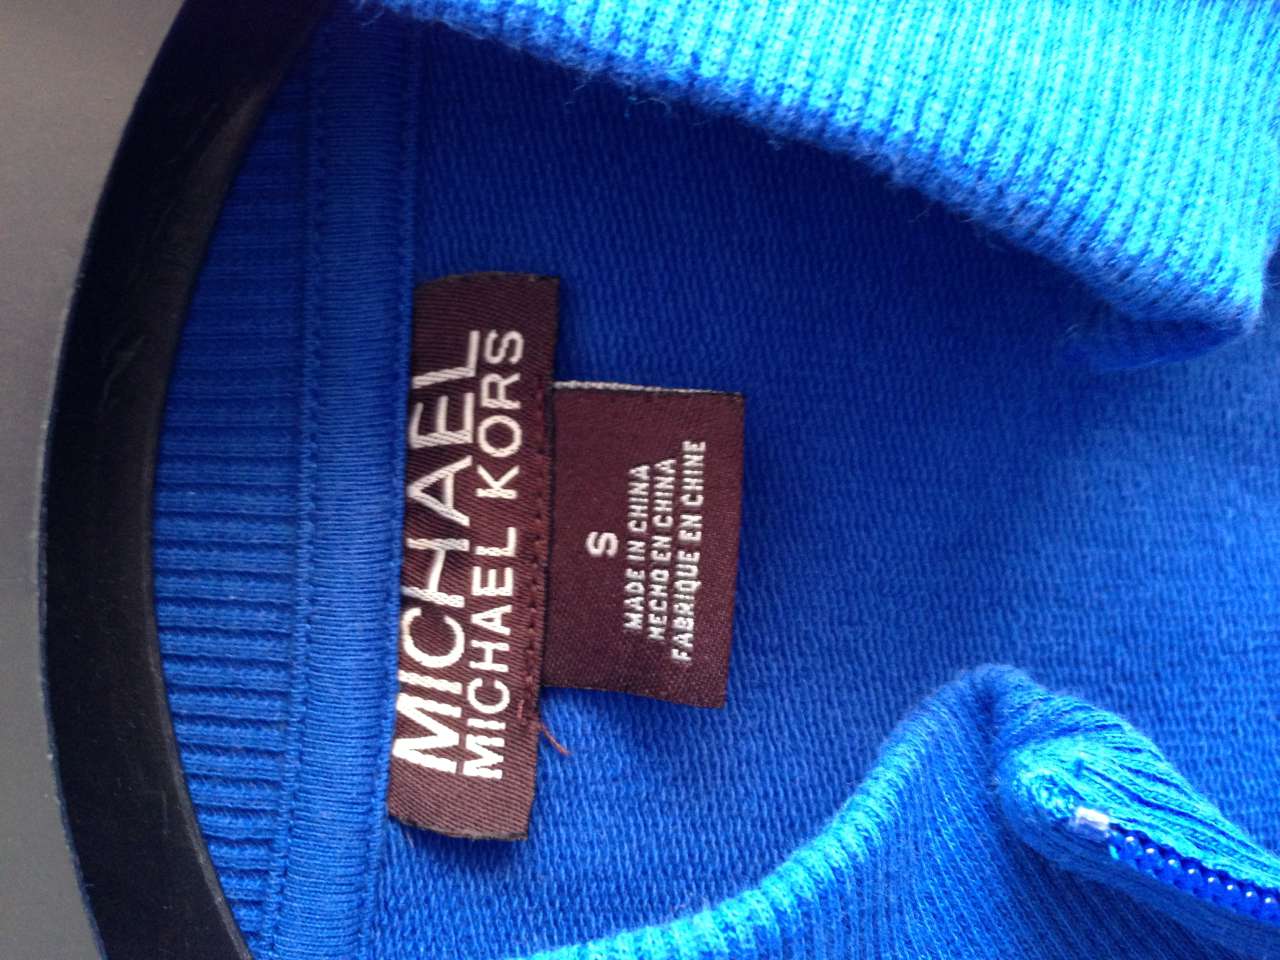 MICHAEL
MICHAEL KORS
S
MADE IN CHINA
HECHO EN CHINA
FABRIQUE EN CHINE